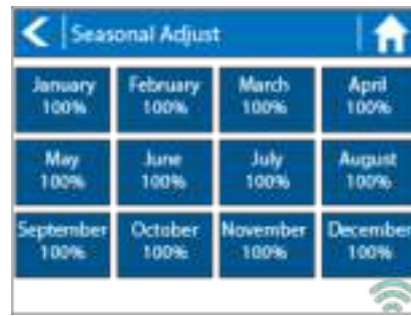 Seasonal Adjust
January February March April
100% 100% 100% 100%
May June July August
100% 100% 100% 100%
September October November December
100% 100% 100% 100%